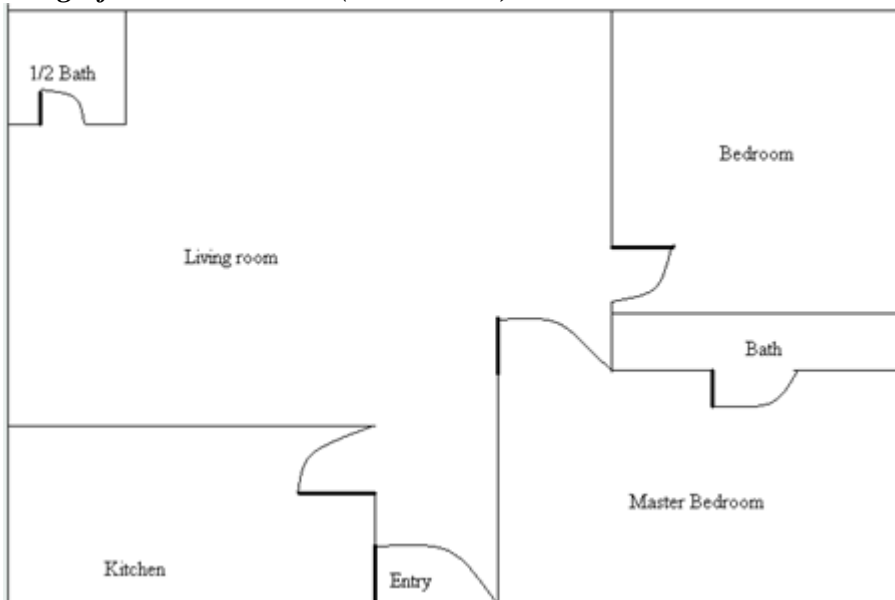 1/2 Bath
Bedroom
Living room
Bath
Master Bedroom
Kitchen
Entry